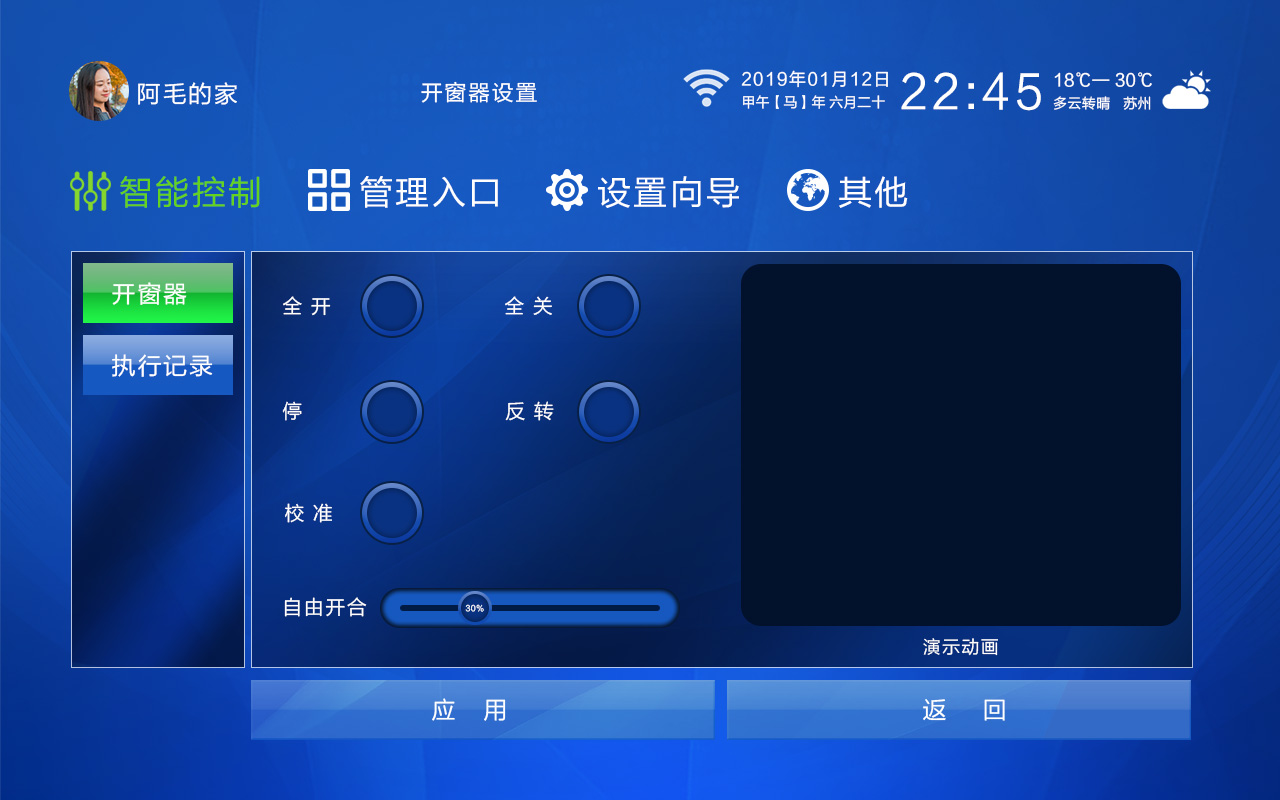 阿毛的家
开窗器设置
2019年01月12日
甲午【马】年 六月二十
22:45
18℃— 30℃
多云转晴 苏州
智能控制
管理入口
设置向导
其他
开窗器
执行记录
全 开
全 关
停
反 转
校 准
自由开合
30%
演示动画
应 用
返 回